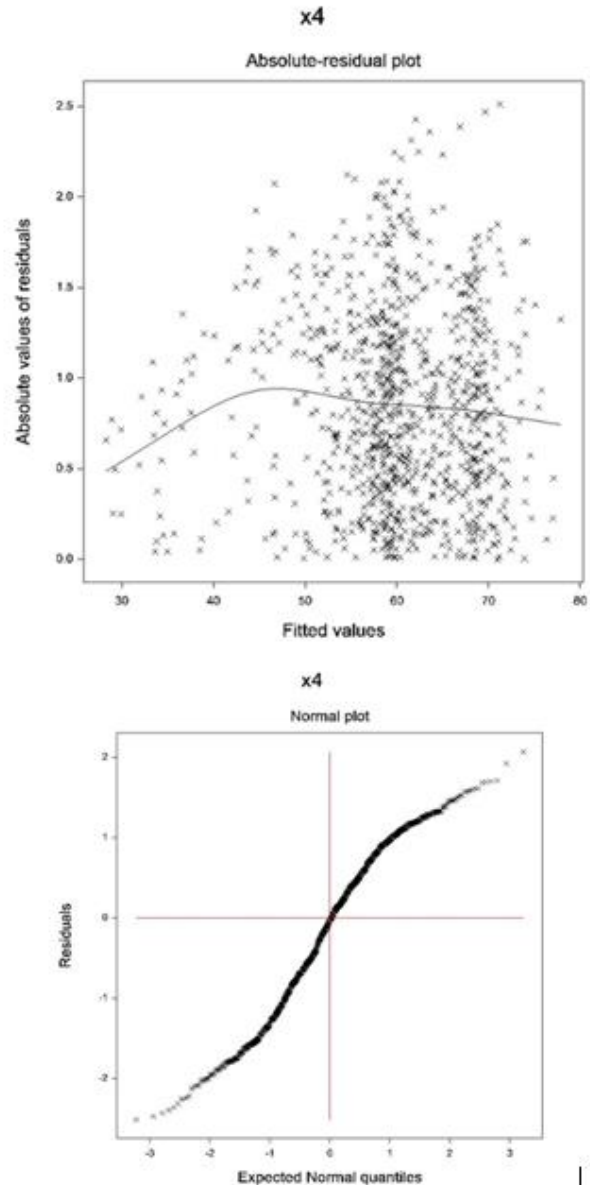 x4
Absolute-residual plot
2.5
2.0
1.5
1.0
0.5
0.0
Absolute values of residuals
30 40 50 60 70 80
Fitted values
x4
Normal plot
2
1
0
-1
-2
Residuals
-3 -2 -1 0 1 2 3
Expected Normal quantiles